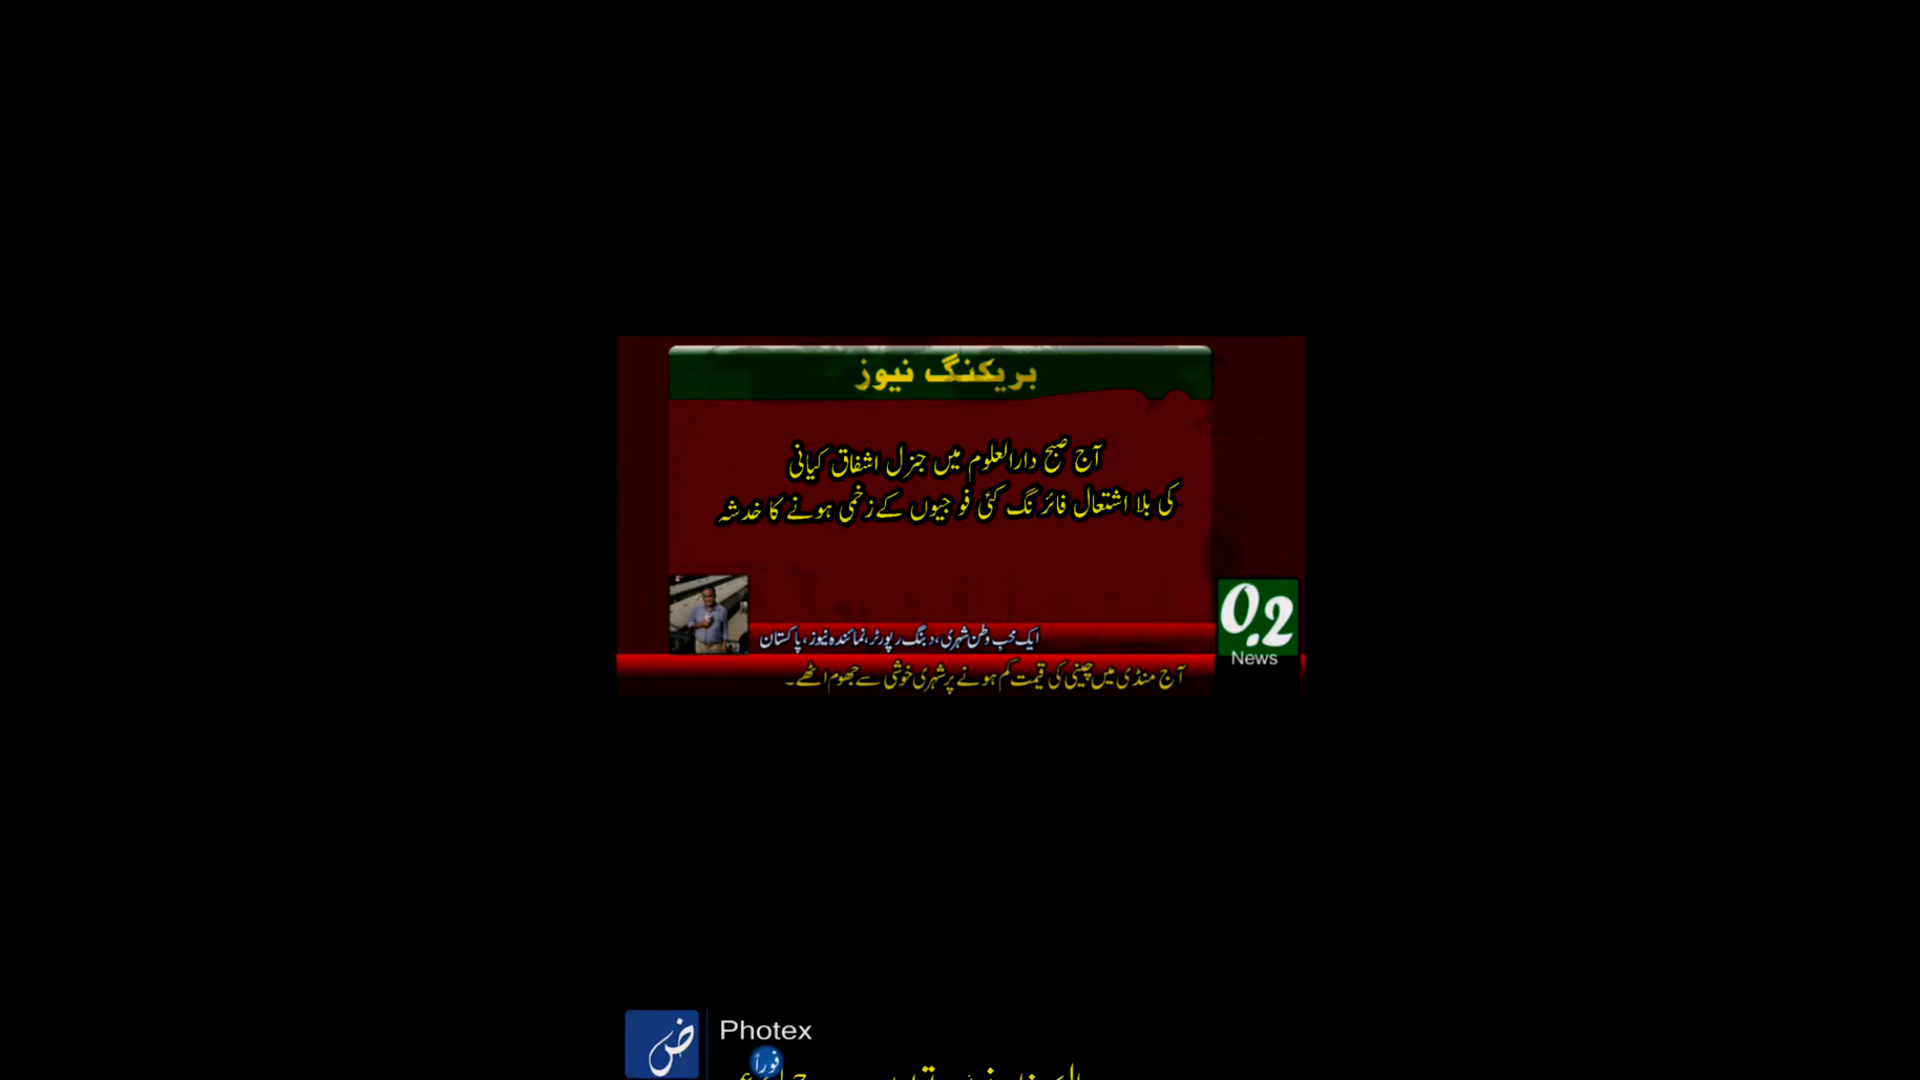 بریکنگ نیوز
آج صبح دارالعلوم میں جنرل اشفاق کیانی
کی بلا اشتعال فائرنگ کئی فوجیوں کے زخمی ہونے کا خدشہ
ایک محب وطن شہری، دبنگ رپورٹر، نمائندہ نیوز، پاکستان
0.2
News
آج منڈی میں چینی کی قیمت کم ہونے پر شہری خوشی سے جھوم اٹھے۔
ض
Photex
فوراً